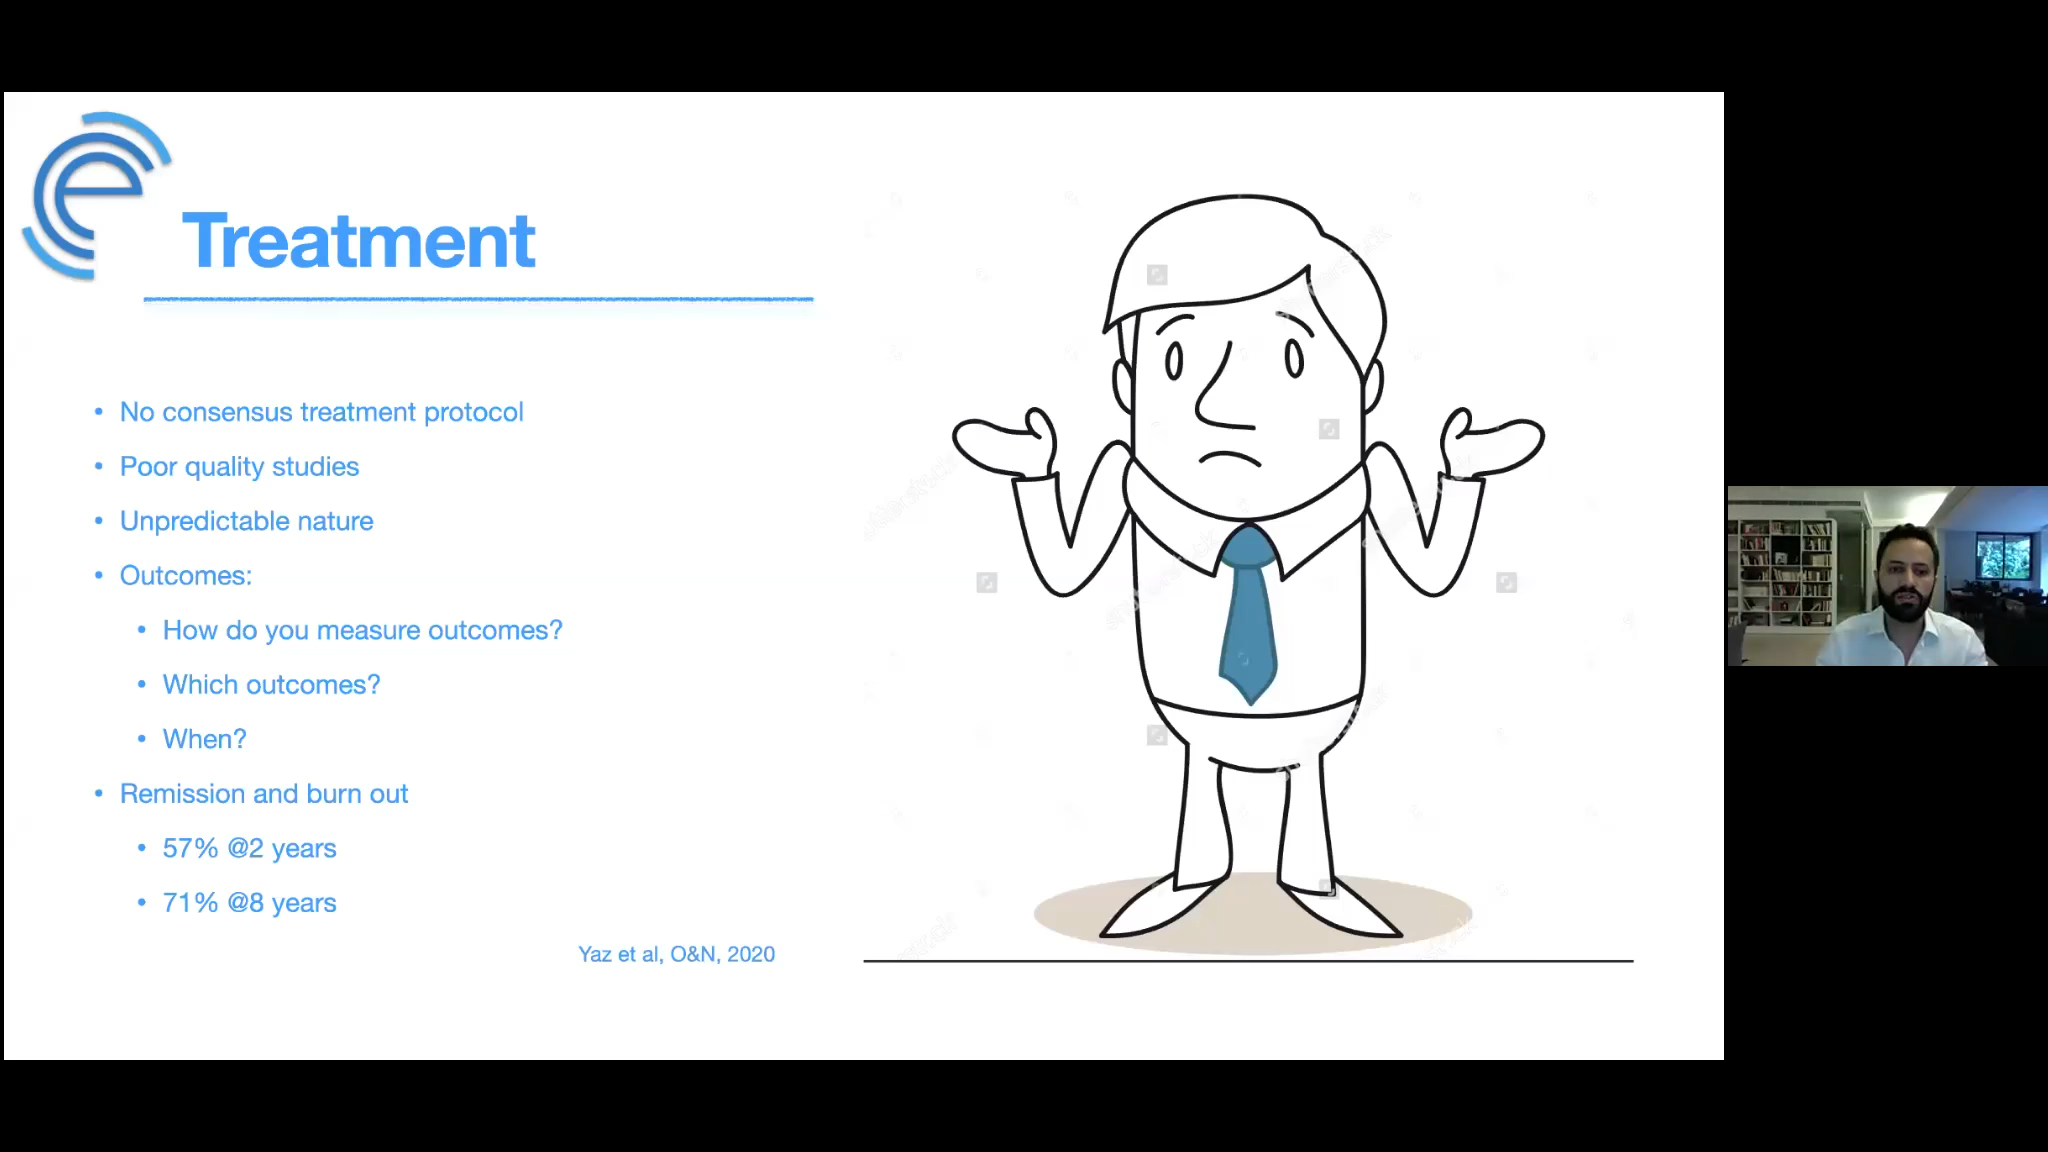 Treatment
• No consensus treatment protocol
• Poor quality studies
• Unpredictable nature
• Outcomes:
• How do you measure outcomes?
• Which outcomes?
• When?
• Remission and burn out
• 57% @2 years
• 71% @8 years
Yaz et al, O&N, 2020